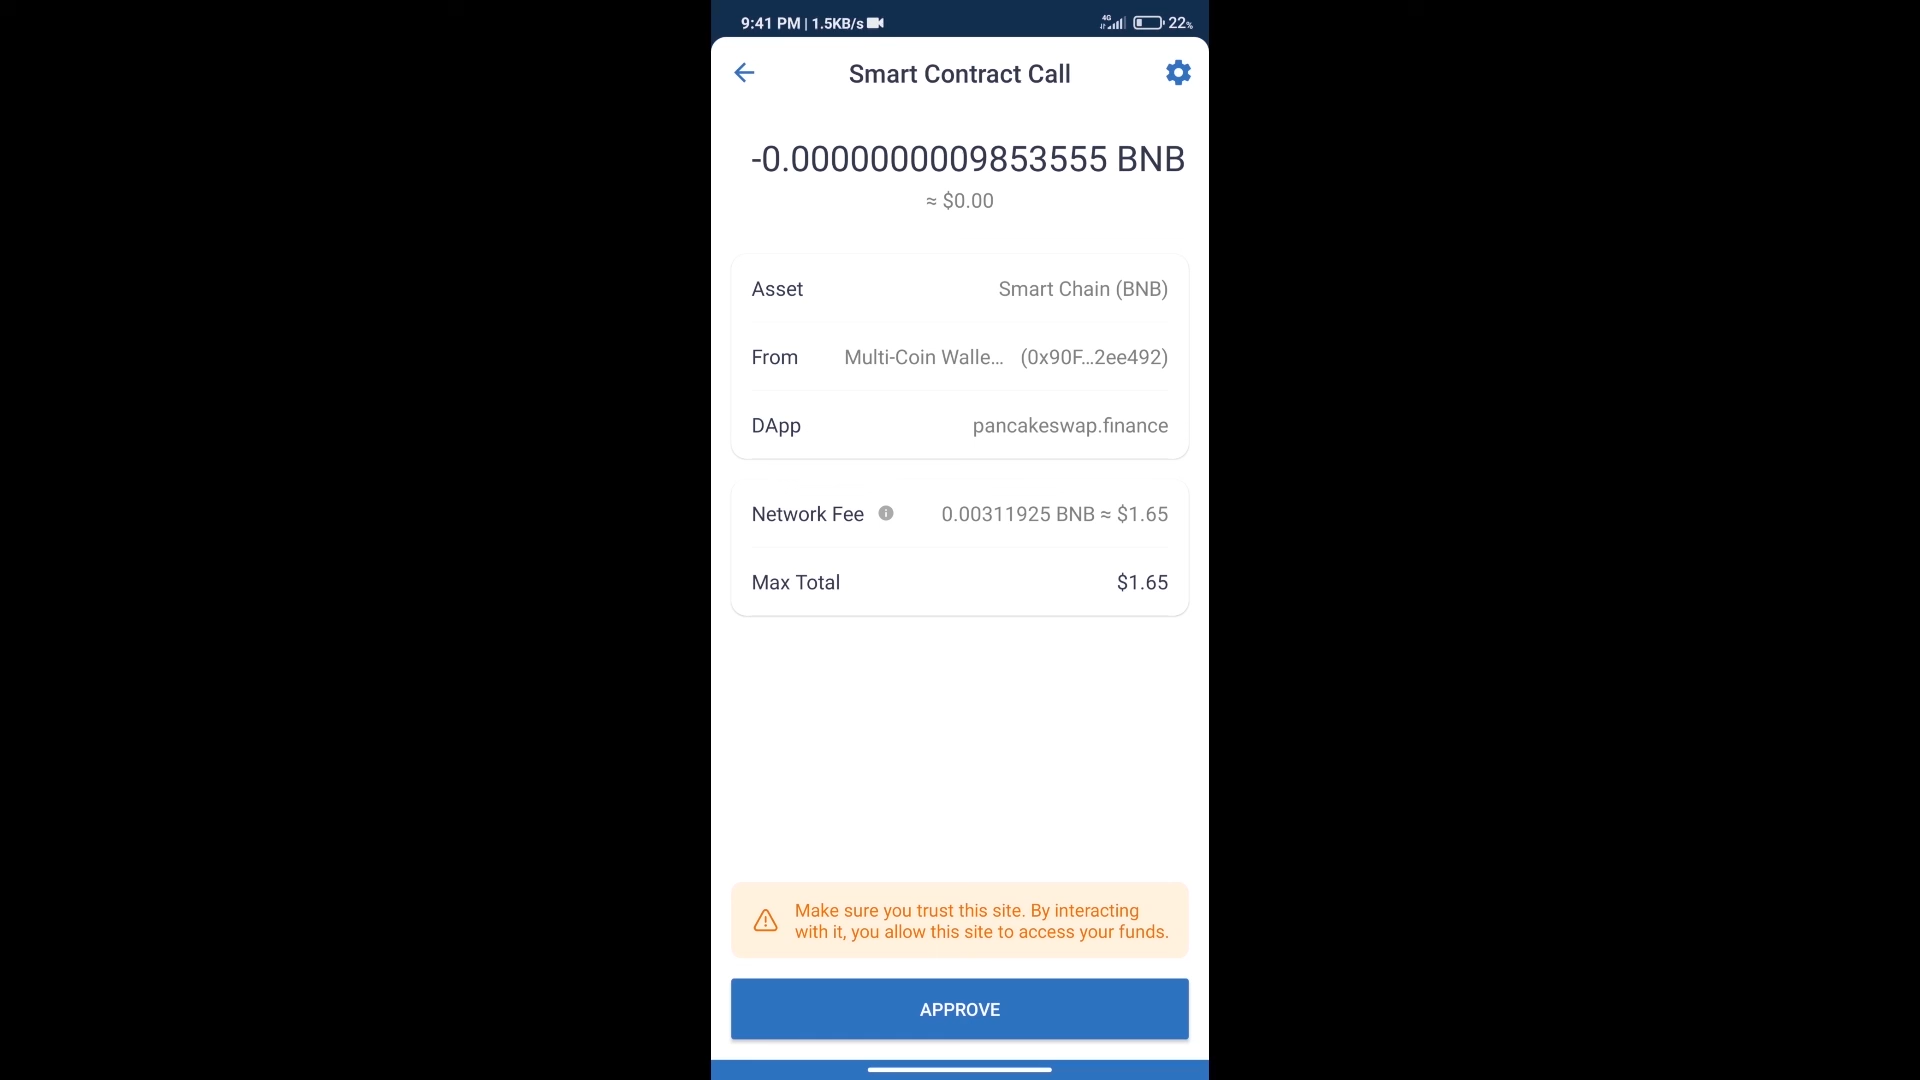 9:41 PM | 1.5KB/s 4G 22%
Smart Contract Call
-0.0000000009853555 BNB
≈ $0.00
Asset Smart Chain (BNB)
From Multi-Coin Walle... (0x90F...2ee492)
DApp pancakeswap.finance
Network Fee 0.00311925 BNB ≈ $1.65
Max Total $1.65
Make sure you trust this site. By interacting
with it, you allow this site to access your funds.
APPROVE